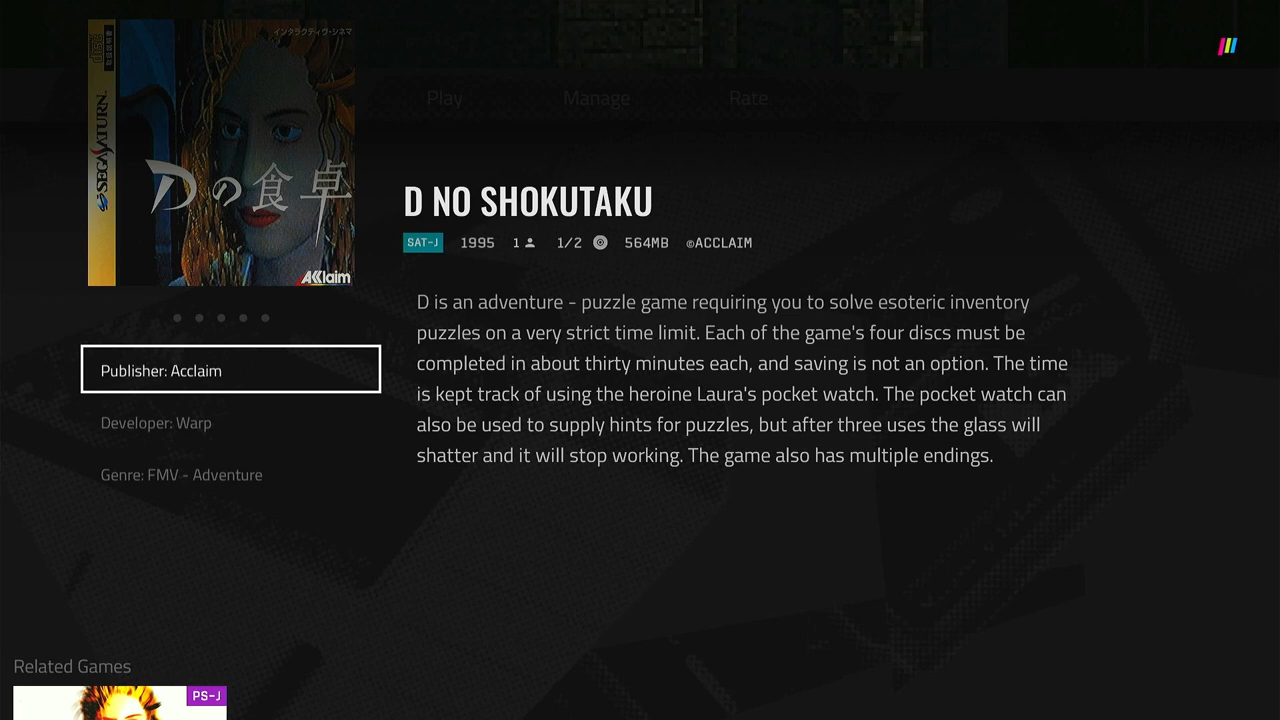 インタラクティヴ・シネマ
SEGA SATURN
Dの食卓
AKklaim
Play
Manage
Rate
D NO SHOKUTAKU
SAT-J 1995 1 1/2 564MB ©ACCLAIM
D is an adventure - puzzle game requiring you to solve esoteric inventory
puzzles on a very strict time limit. Each of the game's four discs must be
completed in about thirty minutes each, and saving is not an option. The time
is kept track of using the heroine Laura's pocket watch. The pocket watch can
also be used to supply hints for puzzles, but after three uses the glass will
shatter and it will stop working. The game also has multiple endings.
Publisher: Acclaim
Developer: Warp
Genre: FMV - Adventure
Related Games
PS-J